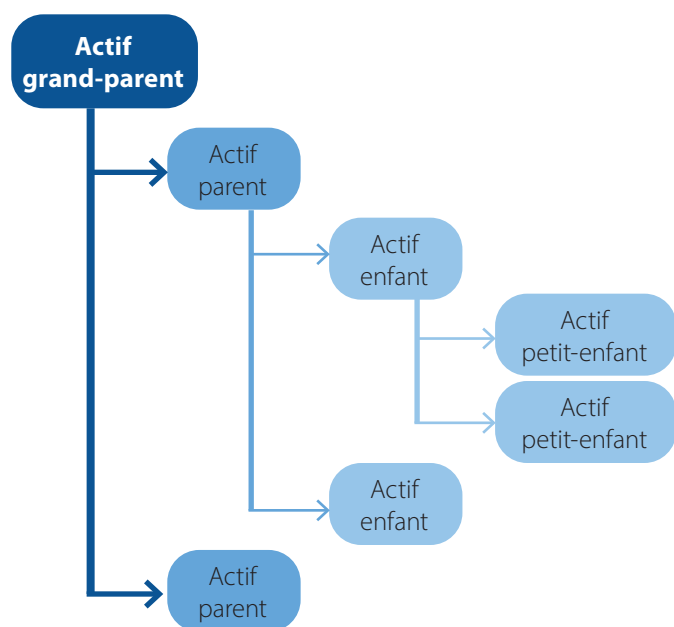 Actif
grand-parent
Actif
parent
Actif
enfant
Actif
petit-enfant
Actif
petit-enfant
Actif
enfant
Actif
parent